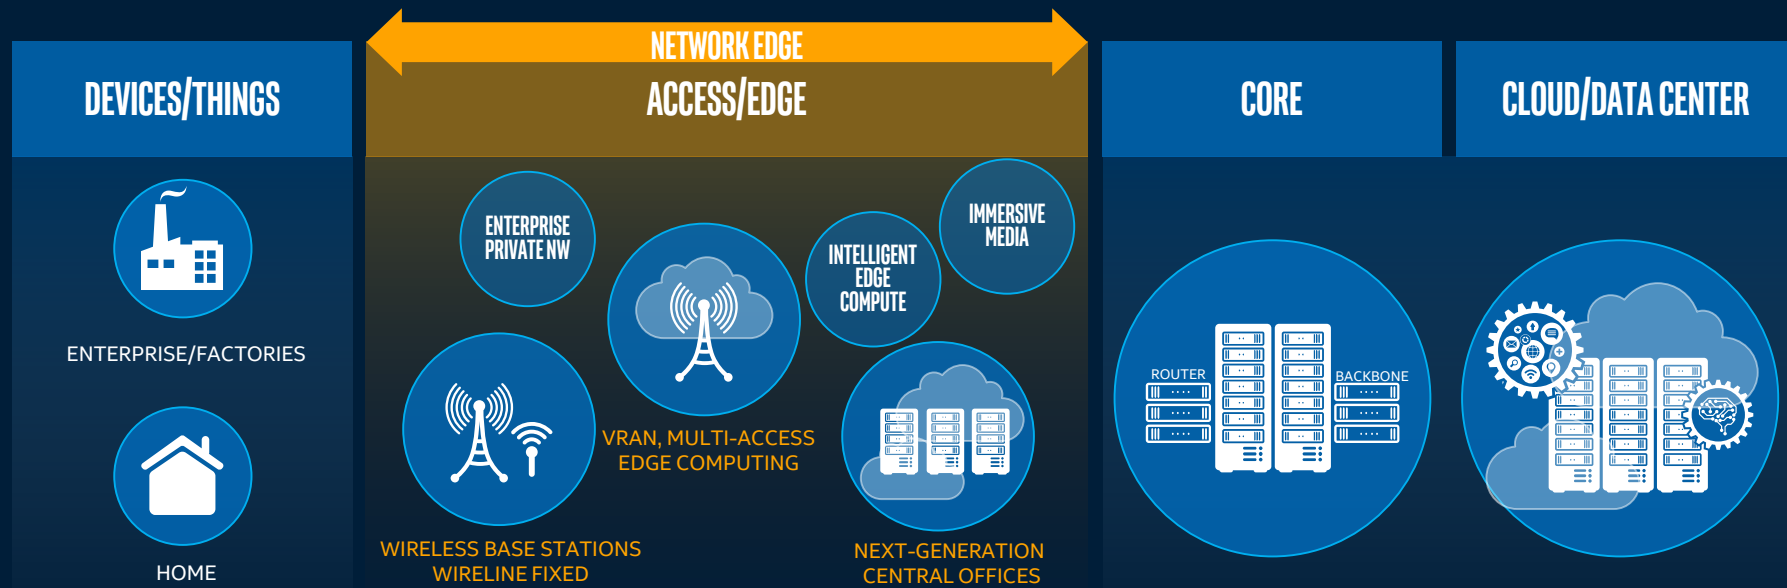 NETWORK EDGE
DEVICES/THINGS
ACCESS/EDGE
CORE
CLOUD/DATA CENTER
ENTERPRISE/FACTORIES
HOME
ENTERPRISE
PRIVATE NW
IMMERSIVE
MEDIA
INTELLIGENT
EDGE
COMPUTE
VRAN, MULTI-ACCESS
EDGE COMPUTING
WIRELESS BASE STATIONS
WIRELINE FIXED
NEXT-GENERATION
CENTRAL OFFICES
ROUTER
BACKBONE